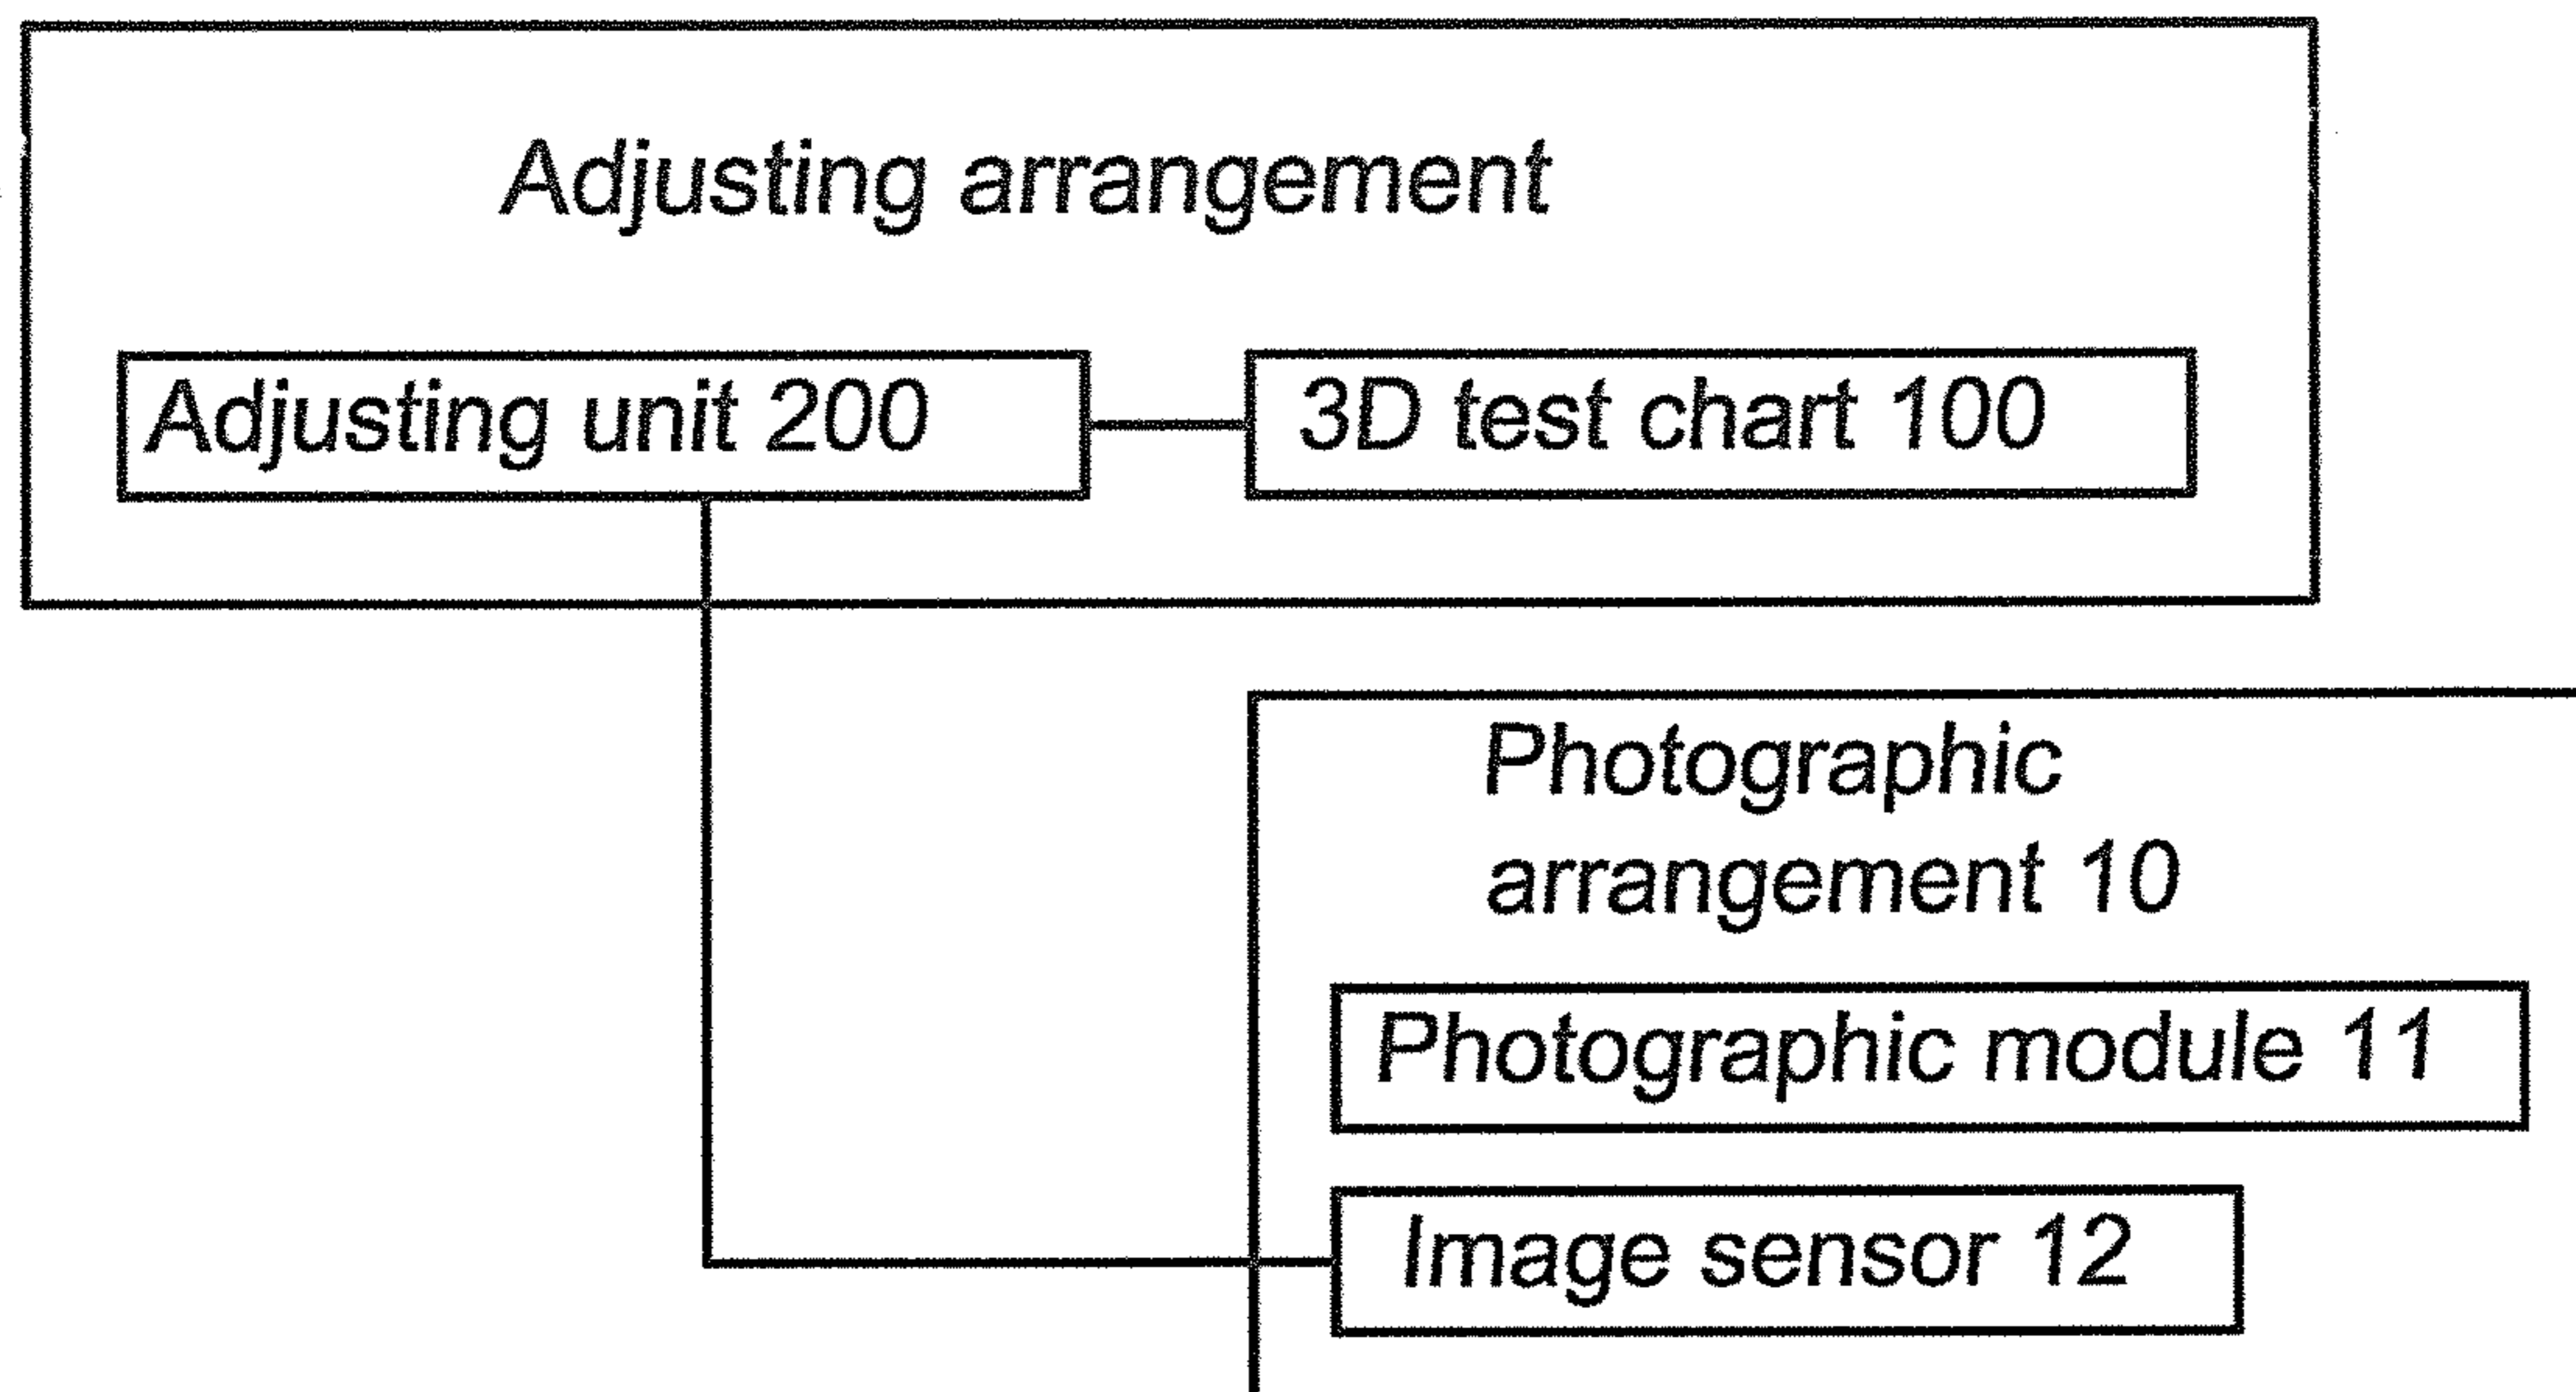 Adjusting arrangement
Adjusting unit 200
3D test chart 100
Photographic
arrangement 10
Photographic module 11
Image sensor 12